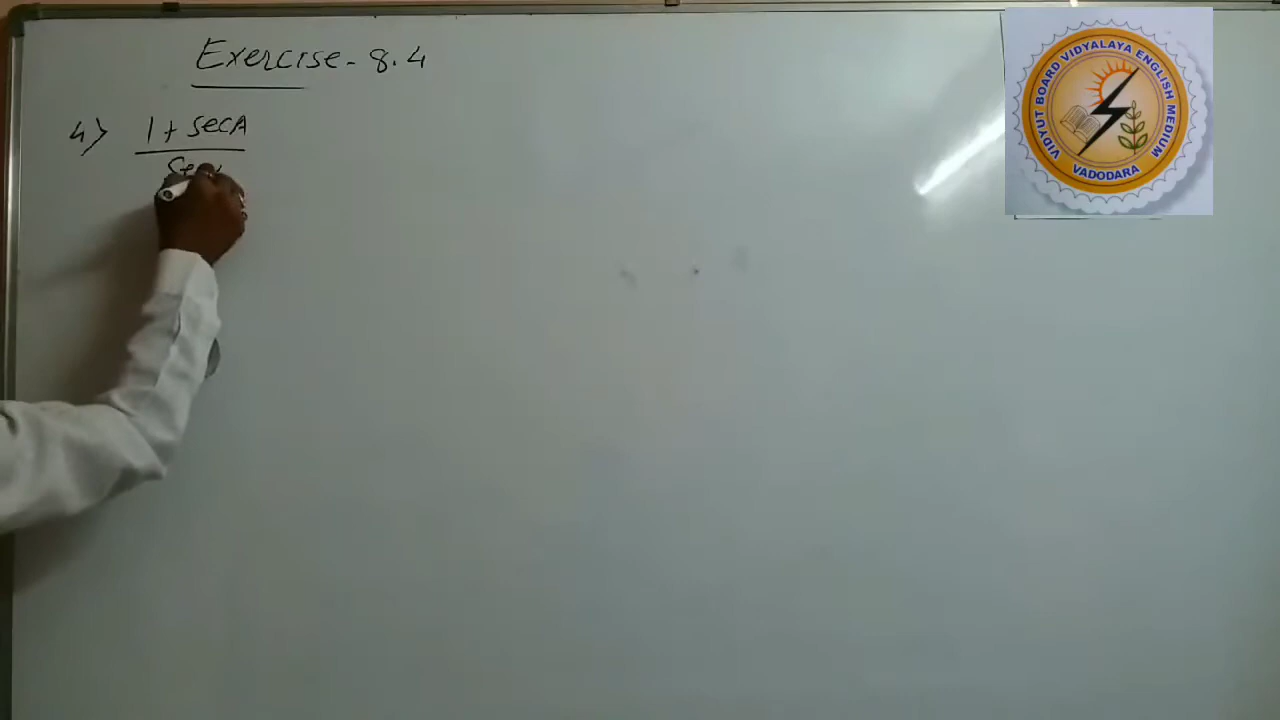 Exercise - 8.4
4> 1 + secA
VIDYUT BOARD VIDYALAYA ENGLISH MEDIUM
VADODARA